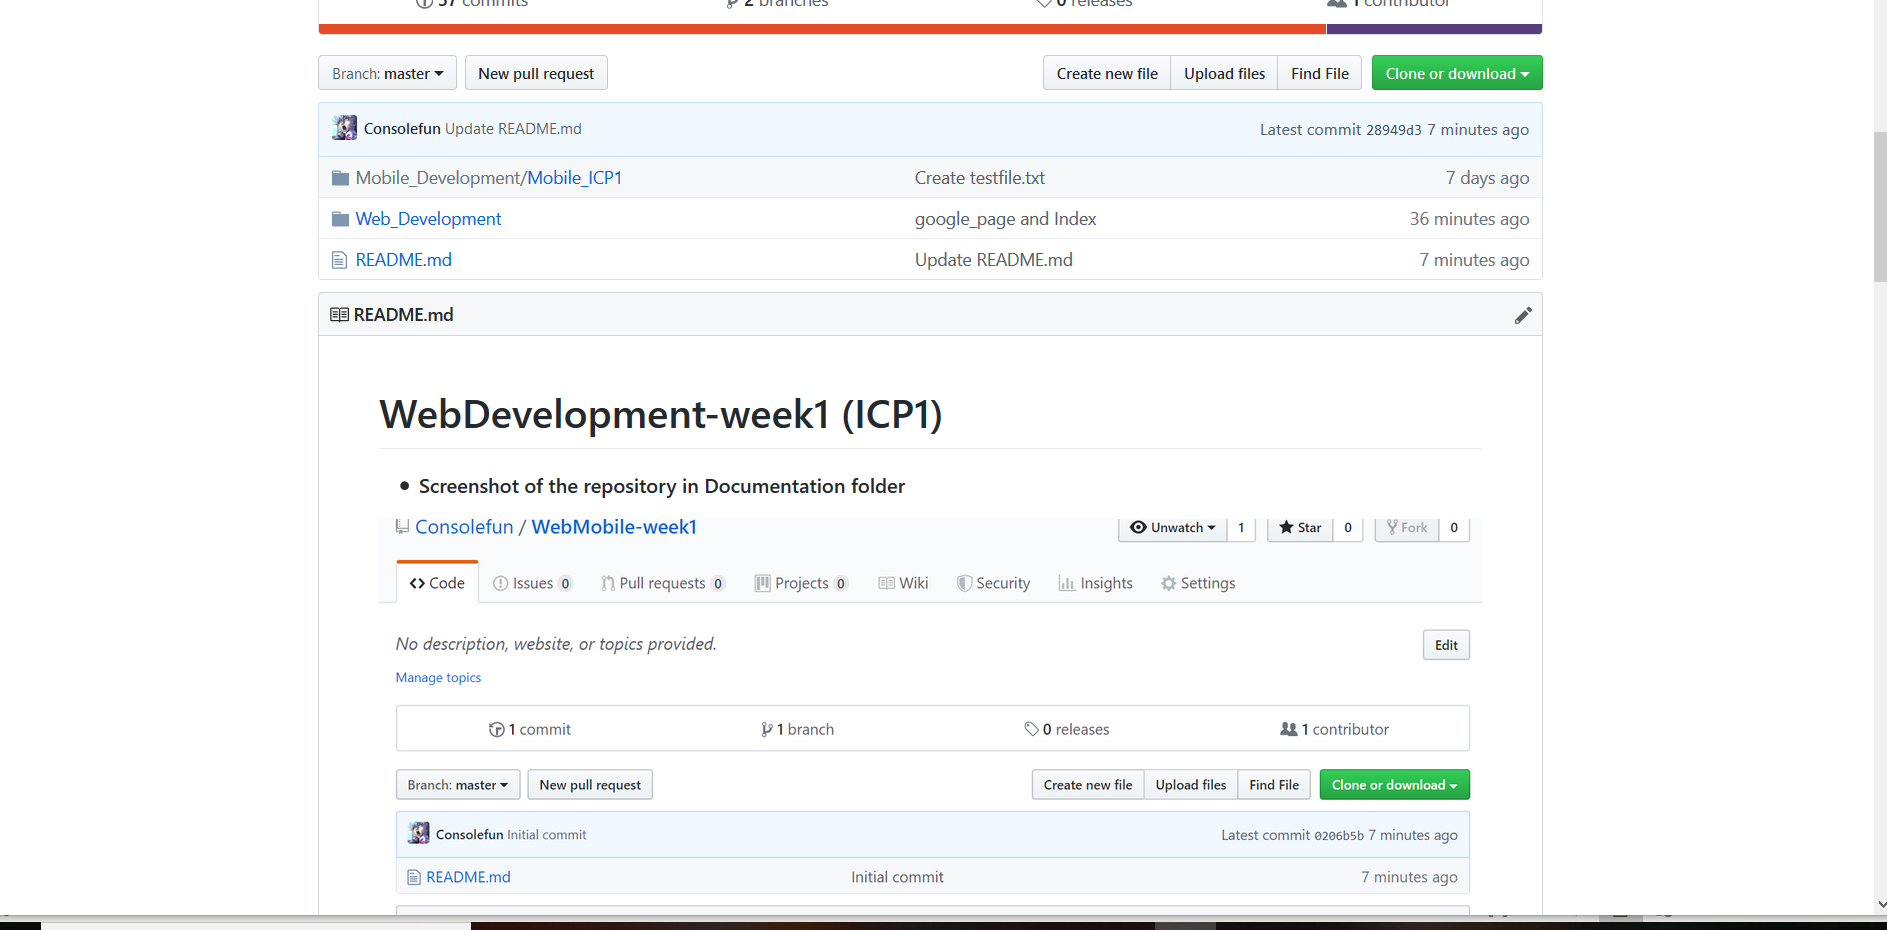 37 commits 2 branches 0 releases 1 contributor
Branch: master New pull request Create new file Upload files Find File Clone or download
Consolefun Update README.md Latest commit 28949d3 7 minutes ago
Mobile_Development/Mobile_ICP1 Create testfile.txt 7 days ago
Web_Development google_page and Index 36 minutes ago
README.md Update README.md 7 minutes ago
README.md
WebDevelopment-week1 (ICP1)
Screenshot of the repository in Documentation folder
Consolefun / WebMobile-week1 Unwatch 1 Star 0 Fork 0
Code Issues 0 Pull requests 0 Projects 0 Wiki Security Insights Settings
No description, website, or topics provided. Edit
Manage topics
1 commit 1 branch 0 releases 1 contributor
Branch: master New pull request Create new file Upload files Find File Clone or download
Consolefun Initial commit Latest commit 0206b5b 7 minutes ago
README.md Initial commit 7 minutes ago